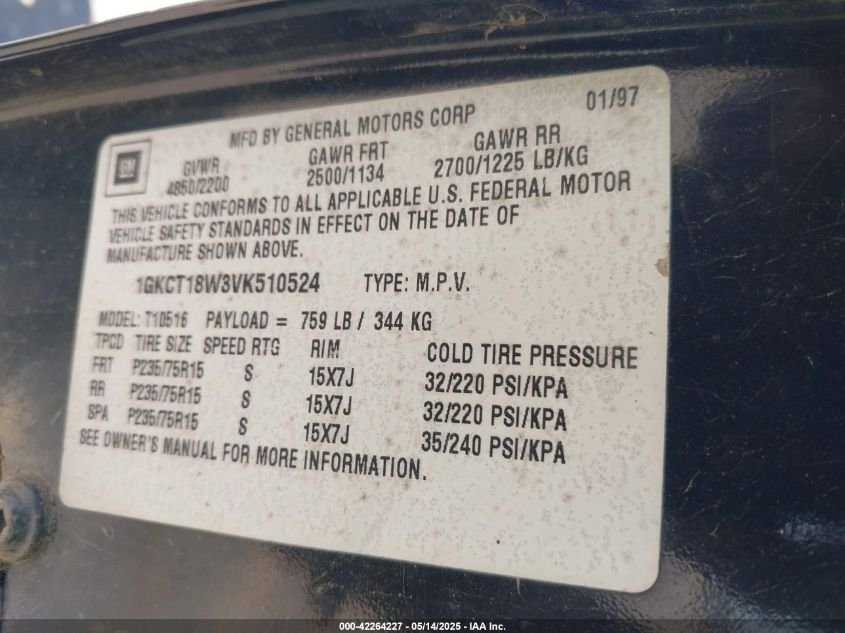 01/97
MFD BY GENERAL MOTORS CORP
GM
GVWR GAWR FRT GAWR RR
4850/2200 2500/1134 2700/1225 LB/KG
THIS VEHICLE CONFORMS TO ALL APPLICABLE U.S. FEDERAL MOTOR
VEHICLE SAFETY STANDARDS IN EFFECT ON THE DATE OF
MANUFACTURE SHOWN ABOVE.
1GKCT18W3VK510524 TYPE: M.P.V.
MODEL: T10516 PAYLOAD = 759 LB / 344 KG
TPCD TIRE SIZE SPEED RTG RIM COLD TIRE PRESSURE
FRT P235/75R15 S 15X7J 32/220 PSI/KPA
RR P235/75R15 S 15X7J 32/220 PSI/KPA
SPA P235/75R15 S 15X7J 35/240 PSI/KPA
SEE OWNER'S MANUAL FOR MORE INFORMATION.
000-42264227 - 05/14/2025 - IAA Inc.